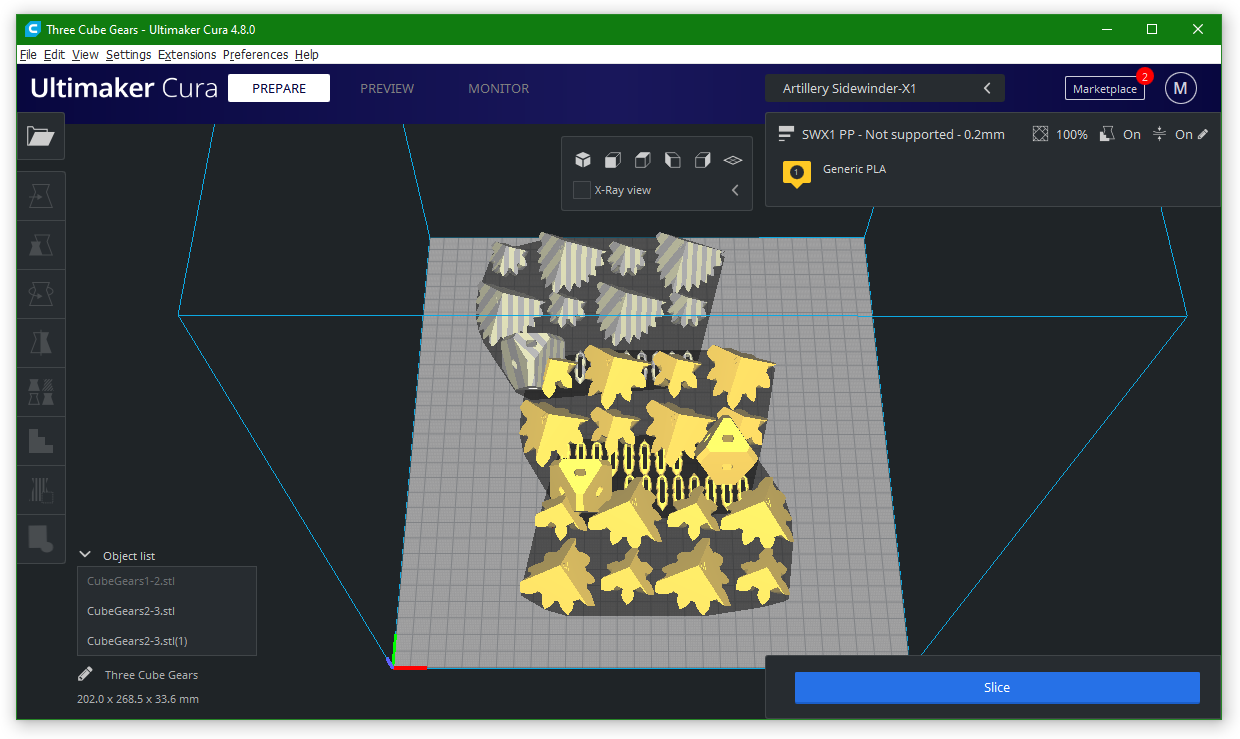 Three Cube Gears - Ultimaker Cura 4.8.0
File Edit View Settings Extensions Preferences Help
Ultimaker Cura PREPARE PREVIEW MONITOR Artillery Sidewinder-X1 Marketplace 2 M
SWX1 PP - Not supported - 0.2mm 100% On On
1 Generic PLA
X-Ray view
Object list
CubeGears1-2.stl
CubeGears2-3.stl
CubeGears2-3.stl(1)
Three Cube Gears
202.0 x 268.5 x 33.6 mm
Slice